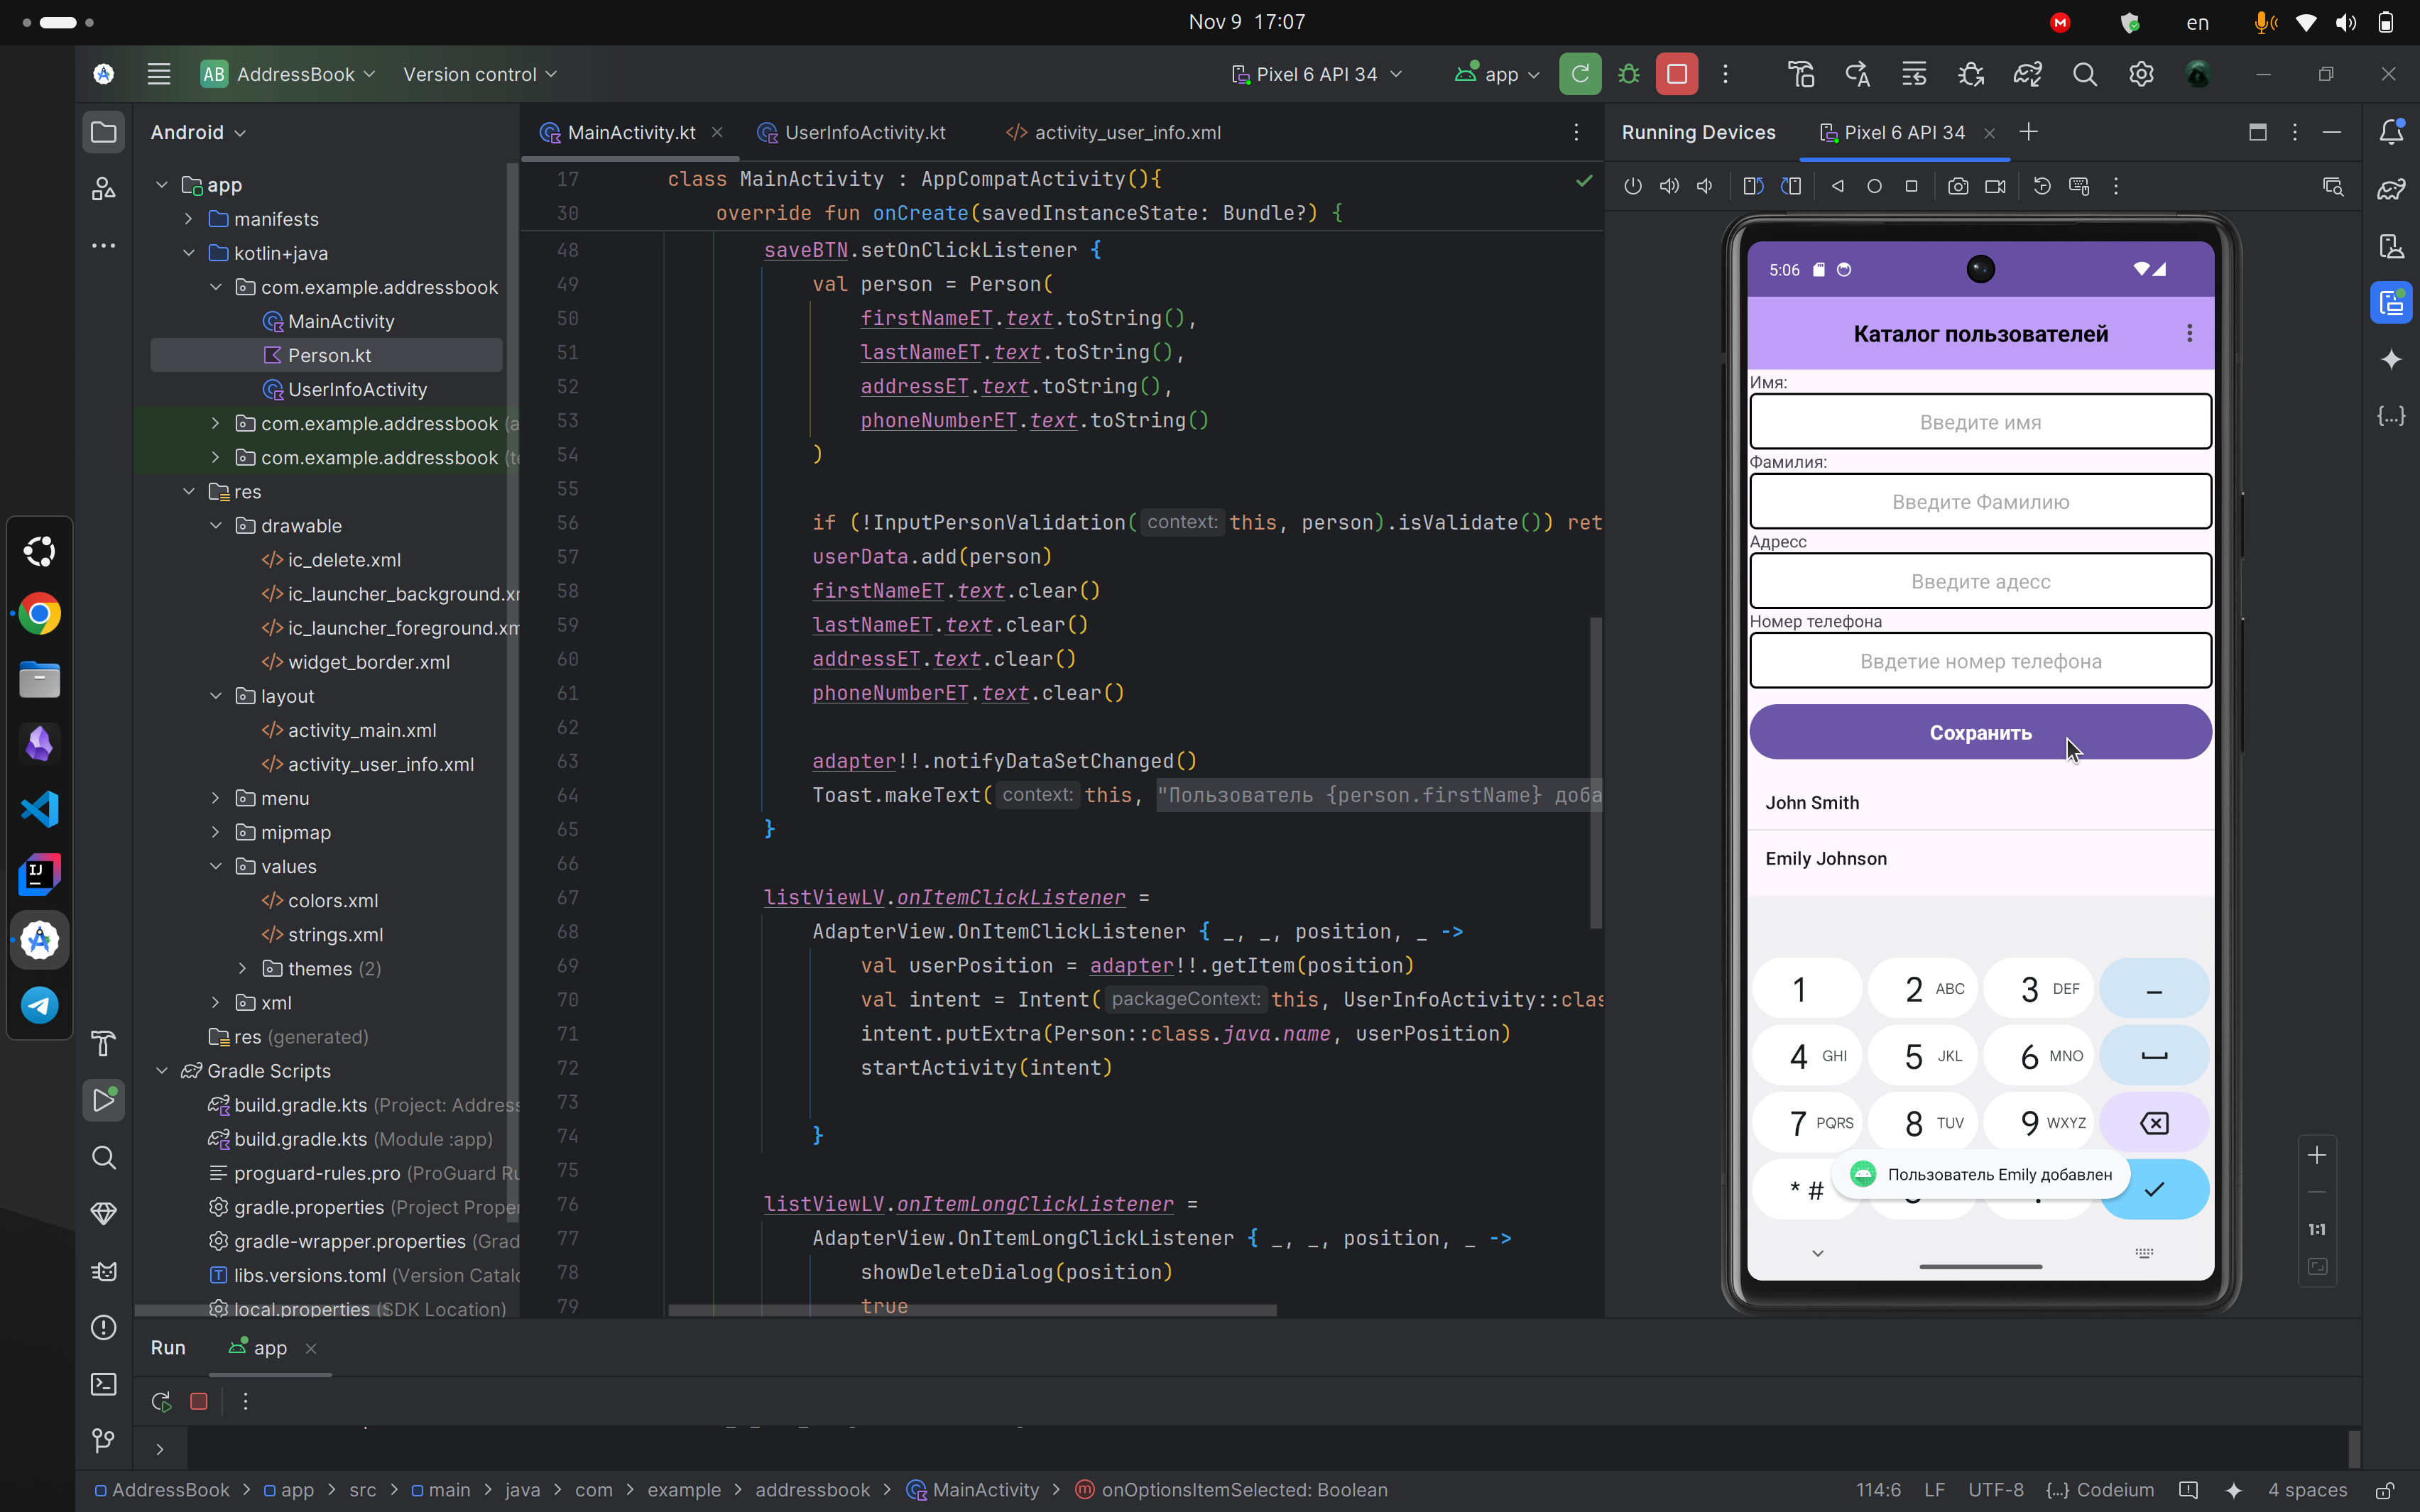 Nov 9 17:07
en
AB AddressBook Version control
Pixel 6 API 34 app
Android
app
manifests
kotlin+java
com.example.addressbook
MainActivity
Person.kt
UserInfoActivity
com.example.addressbook
com.example.addressbook
res
drawable
ic_delete.xml
ic_launcher_background.xm
ic_launcher_foreground.xm
widget_border.xml
layout
activity_main.xml
activity_user_info.xml
menu
mipmap
values
colors.xml
strings.xml
themes (2)
xml
res (generated)
Gradle Scripts
build.gradle.kts (Project: Address
build.gradle.kts (Module :app)
proguard-rules.pro (ProGuard Ru
gradle.properties (Project Proper
gradle-wrapper.properties (Grad
libs.versions.toml (Version Catalo
local.properties (SDK Location)
MainActivity.kt UserInfoActivity.kt activity_user_info.xml
17 class MainActivity : AppCompatActivity(){
30 override fun onCreate(savedInstanceState: Bundle?) {
48 saveBTN.setOnClickListener {
49 val person = Person(
50 firstNameET.text.toString(),
51 lastNameET.text.toString(),
52 addressET.text.toString(),
53 phoneNumberET.text.toString()
54 )
55
56 if (!InputPersonValidation( context: this, person).isValidate()) ret
57 userData.add(person)
58 firstNameET.text.clear()
59 lastNameET.text.clear()
60 addressET.text.clear()
61 phoneNumberET.text.clear()
62
63 adapter!!.notifyDataSetChanged()
64 Toast.makeText( context: this, "Пользователь {person.firstName} доба
65 }
66
67 listViewLV.onItemClickListener =
68 AdapterView.OnItemClickListener { _, _, position, _ ->
69 val userPosition = adapter!!.getItem(position)
70 val intent = Intent( packageContext: this, UserInfoActivity::clas
71 intent.putExtra(Person::class.java.name, userPosition)
72 startActivity(intent)
73
74 }
75
76 listViewLV.onItemLongClickListener =
77 AdapterView.OnItemLongClickListener { _, _, position, _ ->
78 showDeleteDialog(position)
79 true
Running Devices Pixel 6 API 34
5:06
Каталог пользователей
Имя:
Введите имя
Фамилия:
Введите Фамилию
Адресс
Введите адесс
Номер телефона
Ввдетие номер телефона
Сохранить
John Smith
Emily Johnson
1 2 ABC 3 DEF –
4 GHI 5 JKL 6 MNO
7 PQRS 8 TUV 9 WXYZ
* #
Пользователь Emily добавлен
1:1
Run app
AddressBook > app > src > main > java > com > example > addressbook > MainActivity > onOptionsItemSelected: Boolean
114:6 LF UTF-8 {...} Codeium 4 spaces